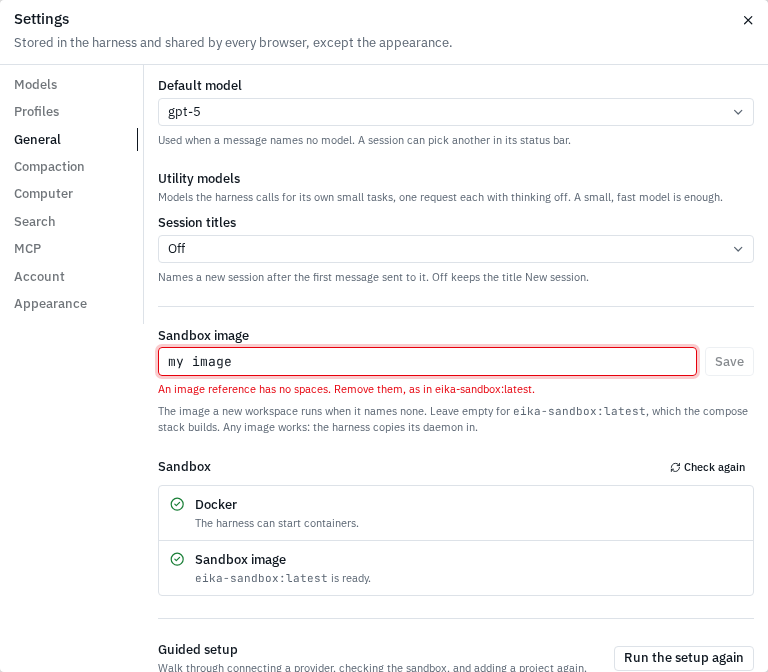 Settings
Stored in the harness and shared by every browser, except the appearance.
Models
Profiles
General
Compaction
Computer
Search
MCP
Account
Appearance
Default model
gpt-5
Used when a message names no model. A session can pick another in its status bar.
Utility models
Models the harness calls for its own small tasks, one request each with thinking off. A small, fast model is enough.
Session titles
Off
Names a new session after the first message sent to it. Off keeps the title New session.
Sandbox image
my image
Save
An image reference has no spaces. Remove them, as in eika-sandbox:latest.
The image a new workspace runs when it names none. Leave empty for eika-sandbox:latest, which the compose
stack builds. Any image works: the harness copies its daemon in.
Sandbox
Check again
Docker
The harness can start containers.
Sandbox image
eika-sandbox:latest is ready.
Guided setup
Walk through connecting a provider, checking the sandbox, and adding a project again.
Run the setup again